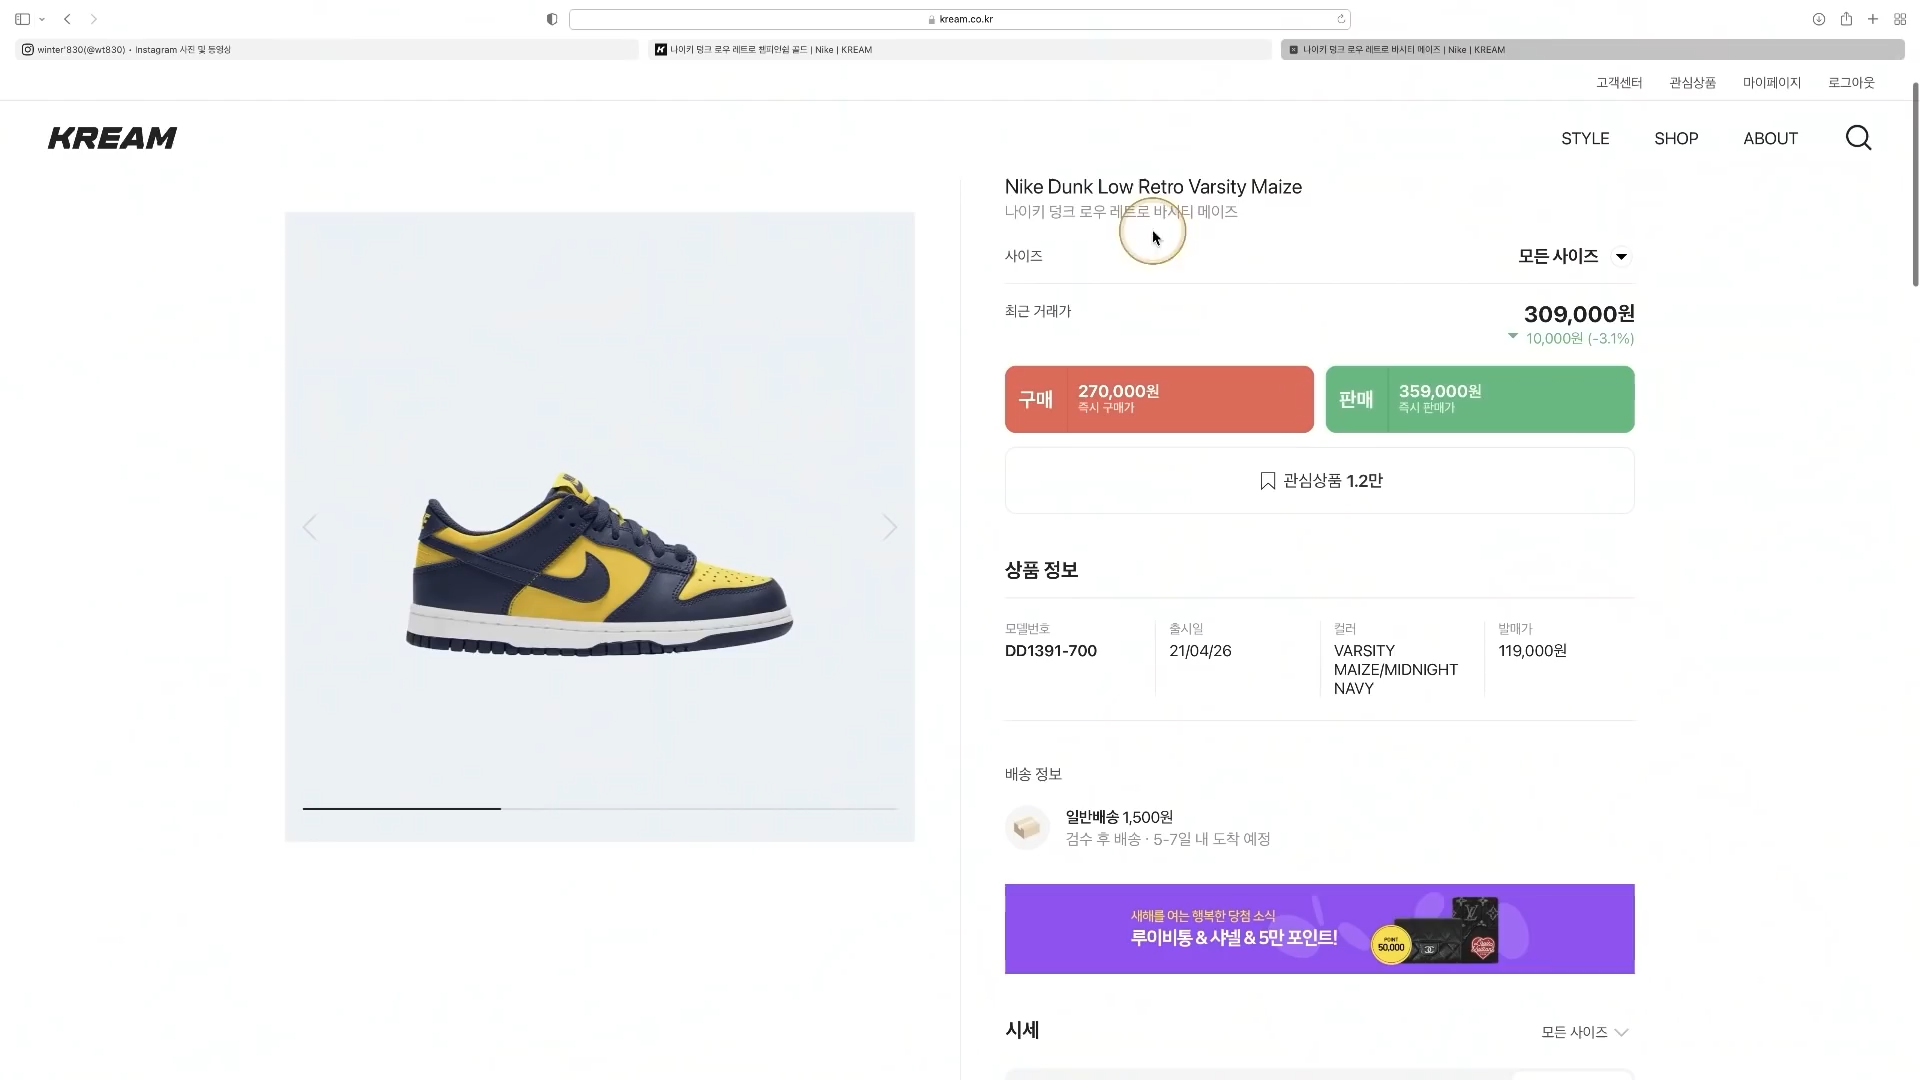 kream.co.kr
winter'830(@wt830) • Instagram 사진 및 동영상
나이키 덩크 로우 레트로 챔피언쉽 골드 | Nike | KREAM
나이키 덩크 로우 레트로 바시티 메이즈 | Nike | KREAM
고객센터
관심상품
마이페이지
로그아웃
KREAM
STYLE
SHOP
ABOUT
Nike Dunk Low Retro Varsity Maize
나이키 덩크 로우 레트로 바시티 메이즈
사이즈
모든 사이즈
최근 거래가
309,000원
10,000원 (-3.1%)
구매
270,000원
즉시 구매가
판매
359,000원
즉시 판매가
관심상품 1.2만
상품 정보
모델번호
DD1391-700
출시일
21/04/26
컬러
VARSITY
MAIZE/MIDNIGHT
NAVY
발매가
119,000원
배송 정보
일반배송 1,500원
검수 후 배송 · 5-7일 내 도착 예정
새해를 여는 행복한 당첨 소식
루이비통 & 샤넬 & 5만 포인트!
POINT
50,000
시세
모든 사이즈